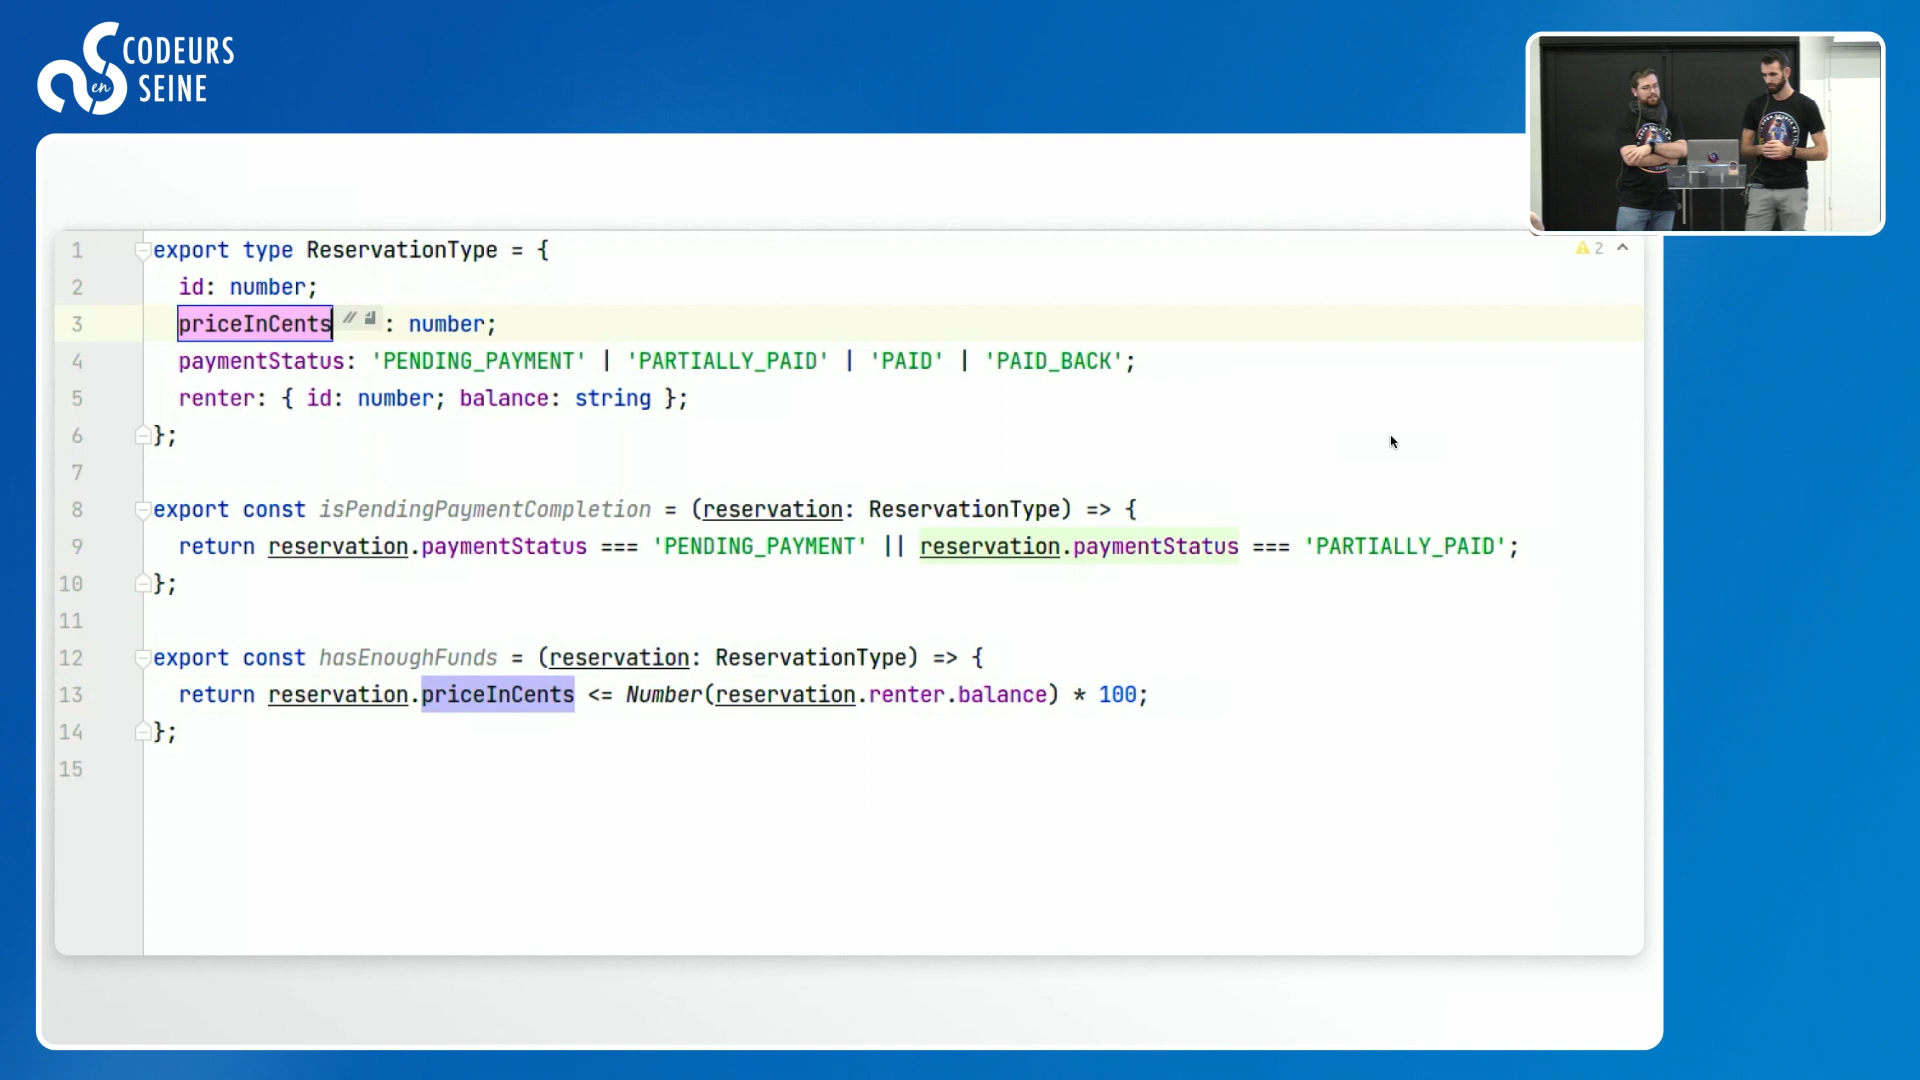 CODEURS
en
SEINE
2
1 export type ReservationType = {
2 id: number;
3 priceInCents : number;
4 paymentStatus: 'PENDING_PAYMENT' | 'PARTIALLY_PAID' | 'PAID' | 'PAID_BACK';
5 renter: { id: number; balance: string };
6 };
7
8 export const isPendingPaymentCompletion = (reservation: ReservationType) => {
9 return reservation.paymentStatus === 'PENDING_PAYMENT' || reservation.paymentStatus === 'PARTIALLY_PAID';
10 };
11
12 export const hasEnoughFunds = (reservation: ReservationType) => {
13 return reservation.priceInCents <= Number(reservation.renter.balance) * 100;
14 };
15